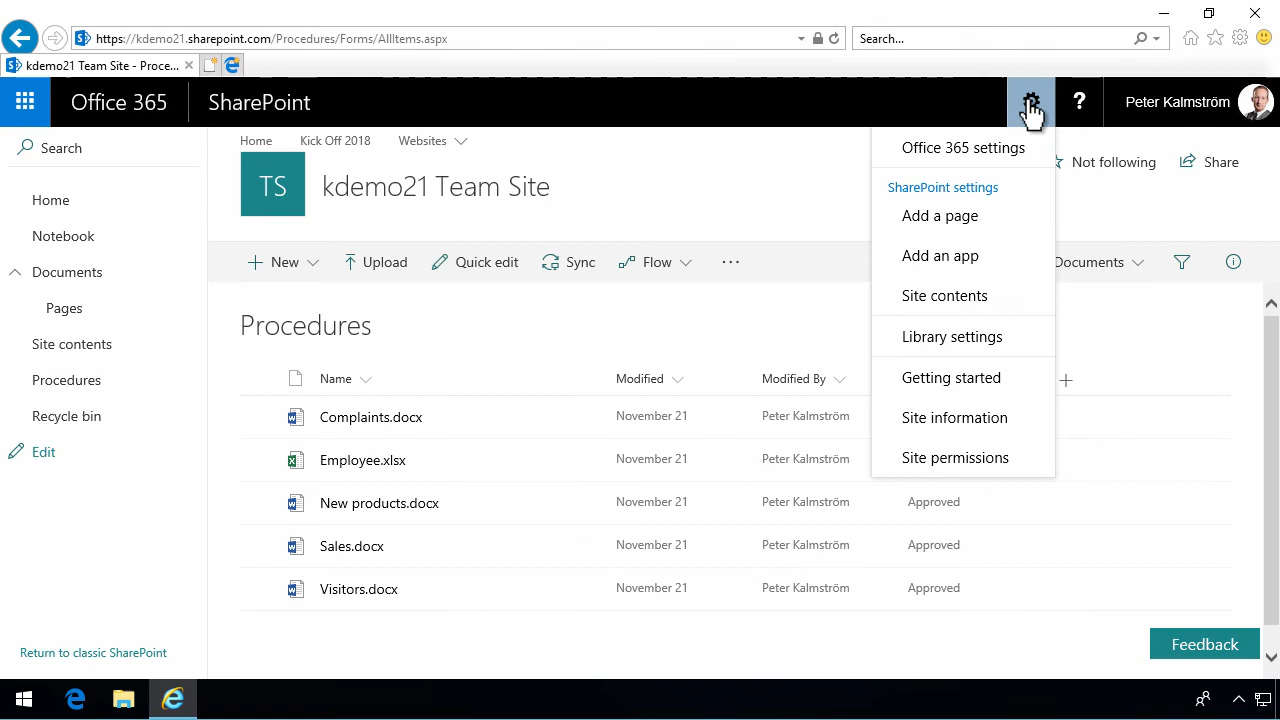 https://kdemo21.sharepoint.com/Procedures/Forms/AllItems.aspx
Search...
kdemo21 Team Site - Proce...
Office 365
SharePoint
?
Peter Kalmström
Search
Home
Kick Off 2018
Websites
Office 365 settings
Not following
Share
TS
kdemo21 Team Site
SharePoint settings
Add a page
Home
Notebook
Documents
Pages
Site contents
Procedures
Recycle bin
Edit
New
Upload
Quick edit
Sync
Flow
...
Add an app
Documents
Site contents
Library settings
Getting started
Site information
Site permissions
Procedures
Name
Modified
Modified By
Complaints.docx
November 21
Peter Kalmström
Employee.xlsx
November 21
Peter Kalmström
New products.docx
November 21
Peter Kalmström
Approved
Sales.docx
November 21
Peter Kalmström
Approved
Visitors.docx
November 21
Peter Kalmström
Approved
Return to classic SharePoint
Feedback